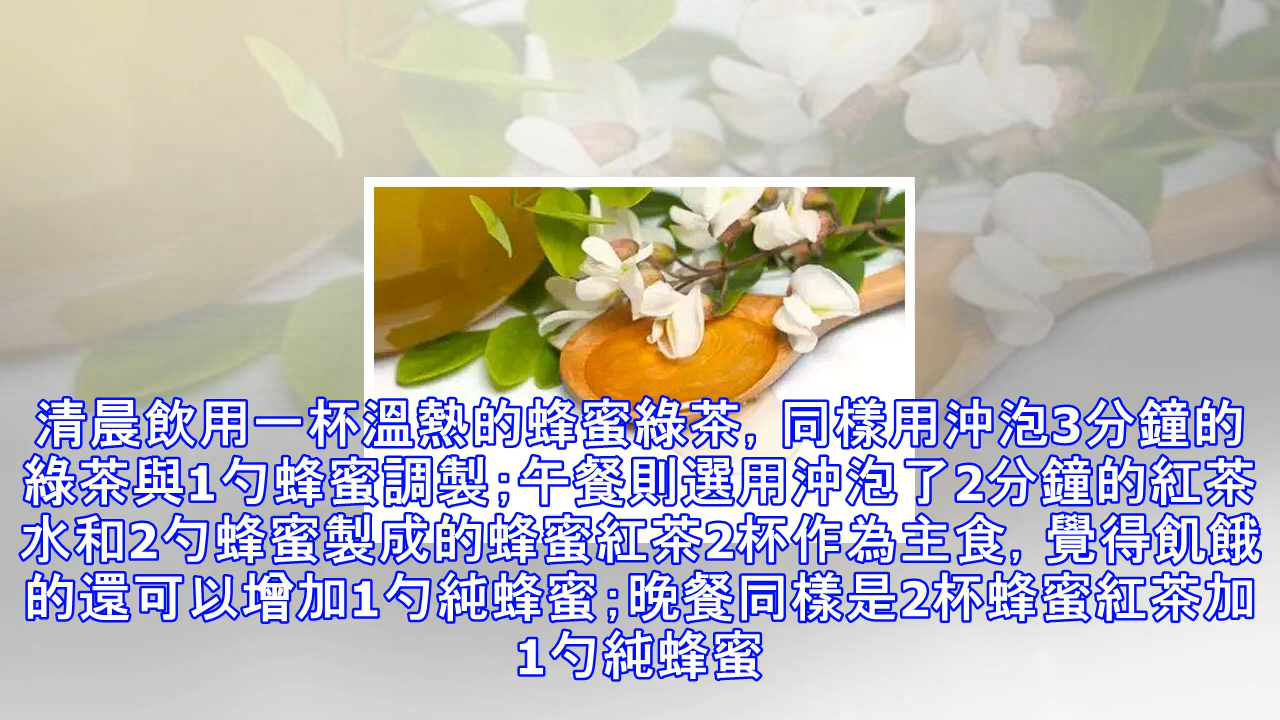 清晨飲用一杯溫熱的蜂蜜綠茶,同樣用沖泡3分鐘的
綠茶與1勺蜂蜜調製;午餐則選用沖泡了2分鐘的紅茶
水和2勺蜂蜜製成的蜂蜜紅茶2杯作為主食,覺得飢餓
的還可以增加1勺純蜂蜜;晚餐同樣是2杯蜂蜜紅茶加
1勺純蜂蜜